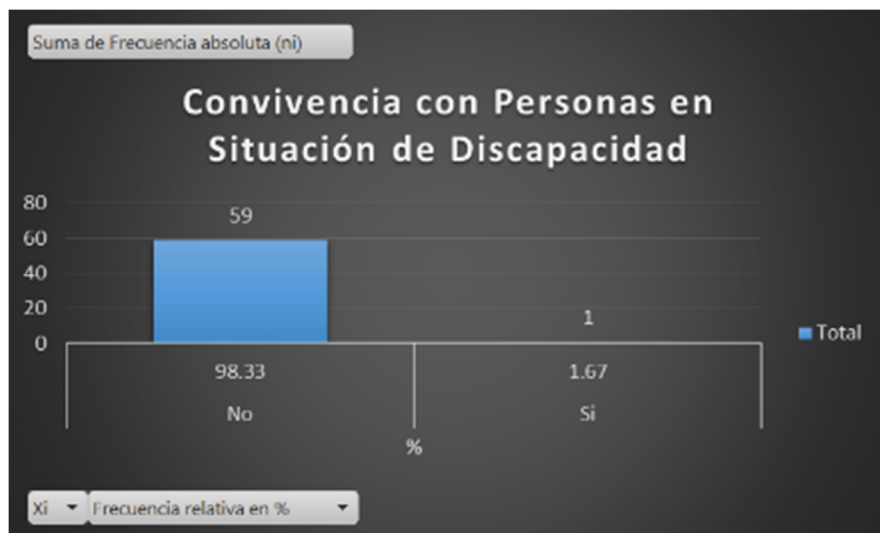 Suma de Frecuencia absoluta (ni)
Convivencia con Personas en
Situación de Discapacidad
80
60
40
20
0
59
1
Total
98.33
1.67
No
Si
%
Xi
Frecuencia relativa en %